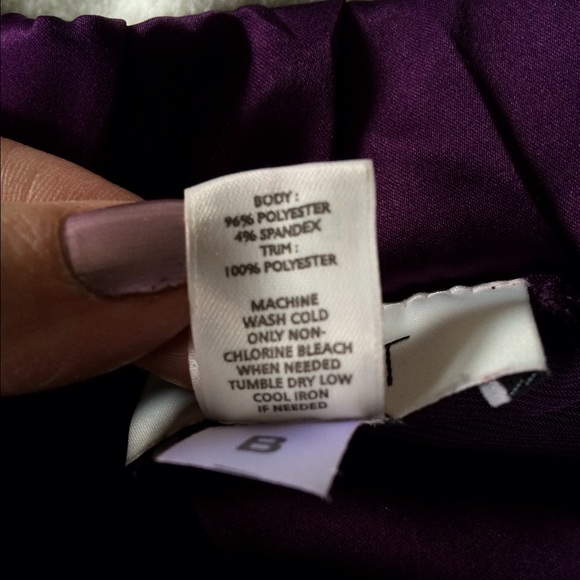 BODY :
96% POLYESTER
4% SPANDEX
TRIM :
100% POLYESTER
MACHINE
WASH COLD
ONLY NON-
CHLORINE BLEACH
WHEN NEEDED
TUMBLE DRY LOW
COOL IRON
IF NEEDED
T
B